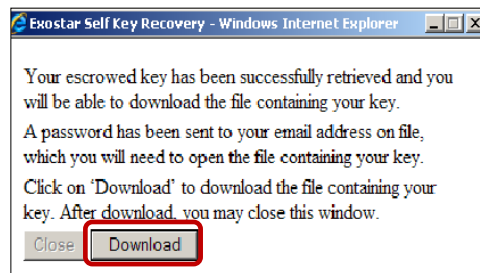 Exostar Self Key Recovery - Windows Internet Explorer
Your escrowed key has been successfully retrieved and you
will be able to download the file containing your key.
A password has been sent to your email address on file,
which you will need to open the file containing your key.
Click on ‘Download’ to download the file containing your
key. After download, you may close this window.
Close Download